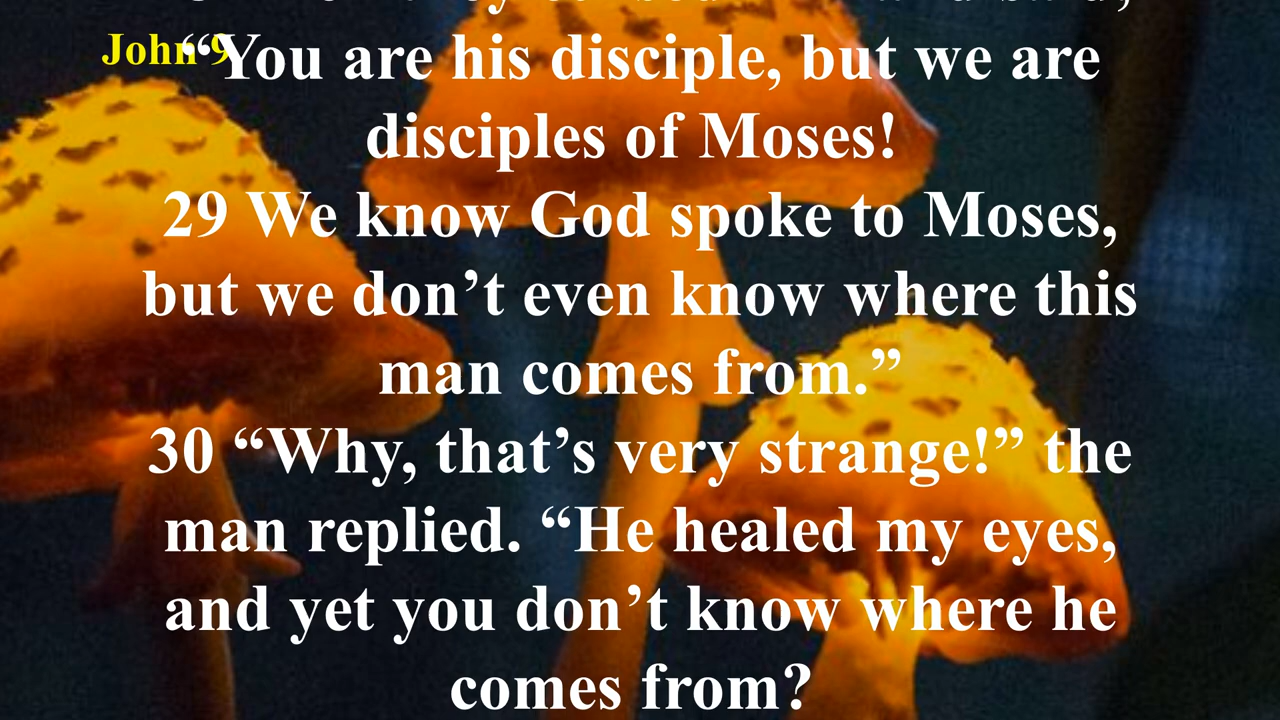 John 9
“You are his disciple, but we are
disciples of Moses!
29 We know God spoke to Moses,
but we don’t even know where this
man comes from.”
30 “Why, that’s very strange!” the
man replied. “He healed my eyes,
and yet you don’t know where he
comes from?